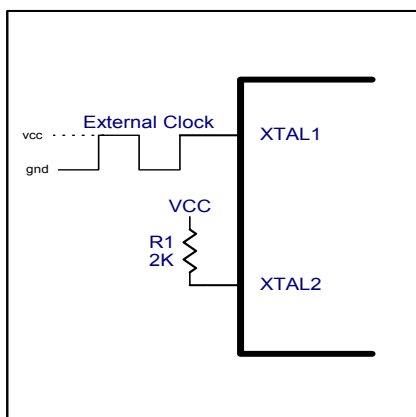 External Clock
vcc
XTAL1
gnd
VCC
R1
2K
XTAL2